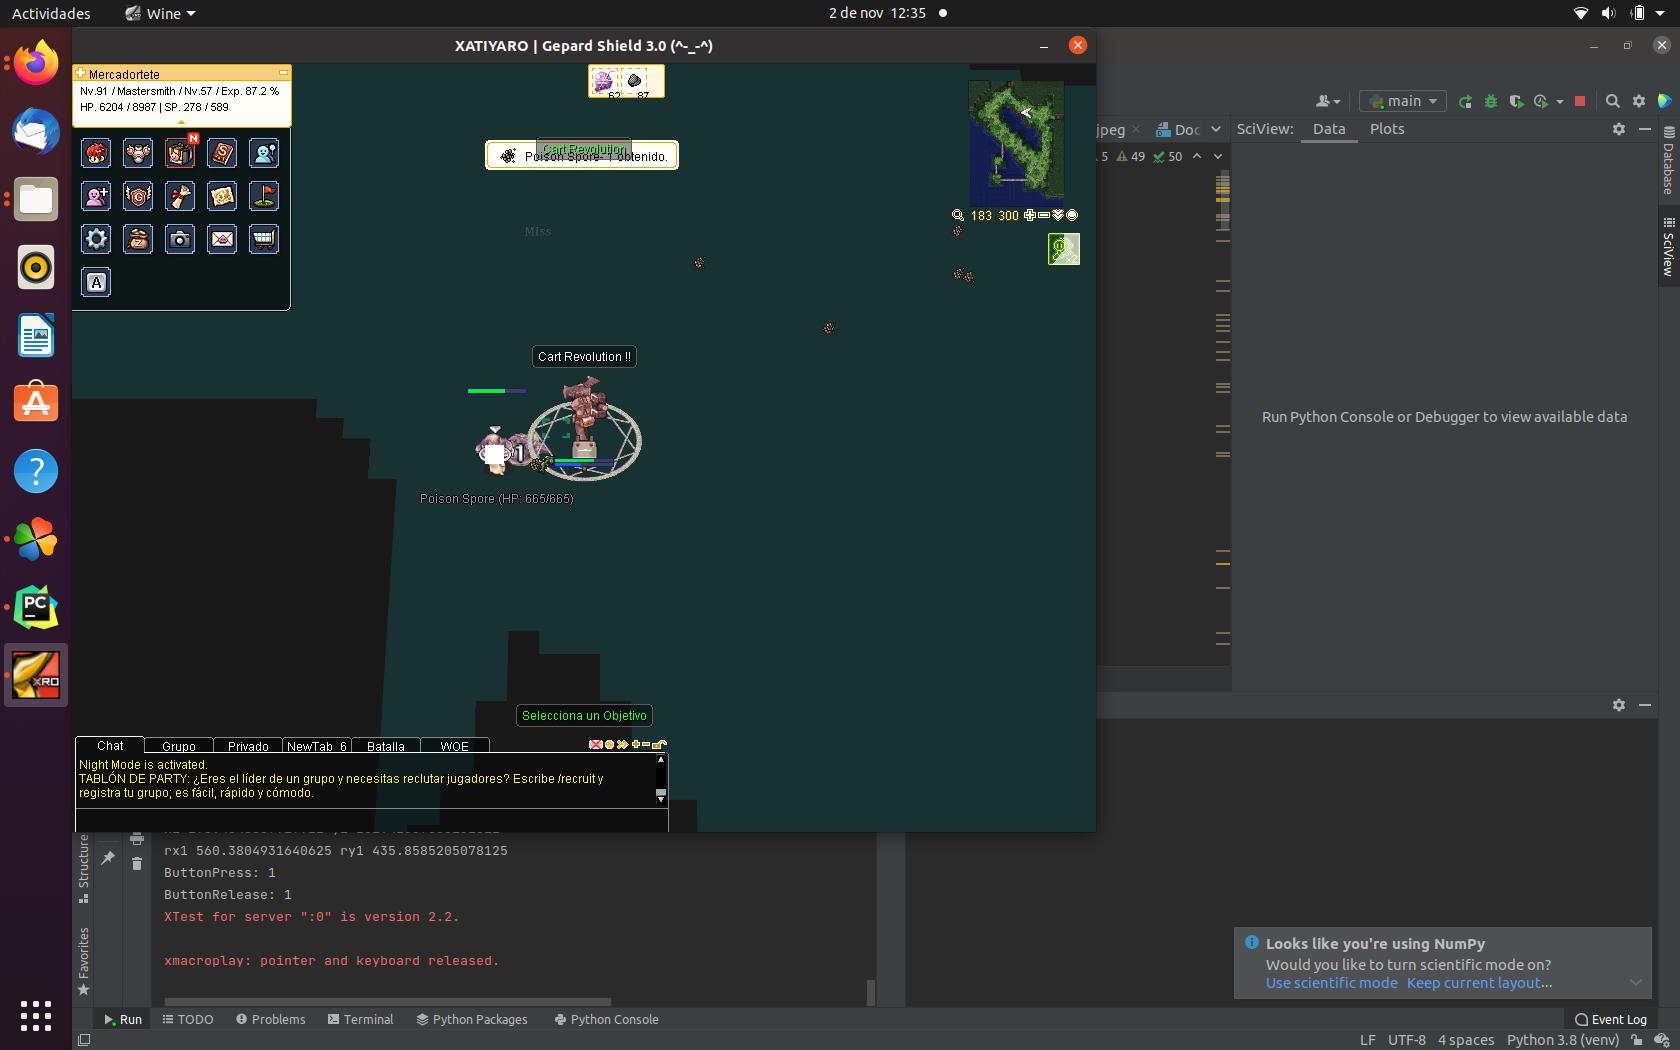 Actividades
Wine
2 de nov 12:35
XATIYARO | Gepard Shield 3.0 (^-_-^)
Mercadortete
Nv.91 / Mastersmith / Nv.57 / Exp. 87.2 %
HP. 6204 / 8987 | SP. 278 / 589
N
A
62 87
Cart Revolution
Poison Spore- 1 obtenido.
Miss
183 300
Cart Revolution !!
1
Poison Spore (HP: 665/665)
Selecciona un Objetivo
Chat Grupo Privado NewTab_6 Batalla WOE
Night Mode is activated.
TABLÓN DE PARTY: ¿Eres el líder de un grupo y necesitas reclutar jugadores? Escribe /recruit y
registra tu grupo; es fácil, rápido y cómodo.
main
jpeg
Doc
SciView: Data Plots
5 49 50
Database
SciView
Run Python Console or Debugger to view available data
PC
XRO
Structure
Favorites
rx1 560.3804931640625 ry1 435.8585205078125
ButtonPress: 1
ButtonRelease: 1
XTest for server ":0" is version 2.2.
xmacroplay: pointer and keyboard released.
Looks like you're using NumPy
Would you like to turn scientific mode on?
Use scientific mode Keep current layout...
Run TODO Problems Terminal Python Packages Python Console
Event Log
LF UTF-8 4 spaces Python 3.8 (venv)